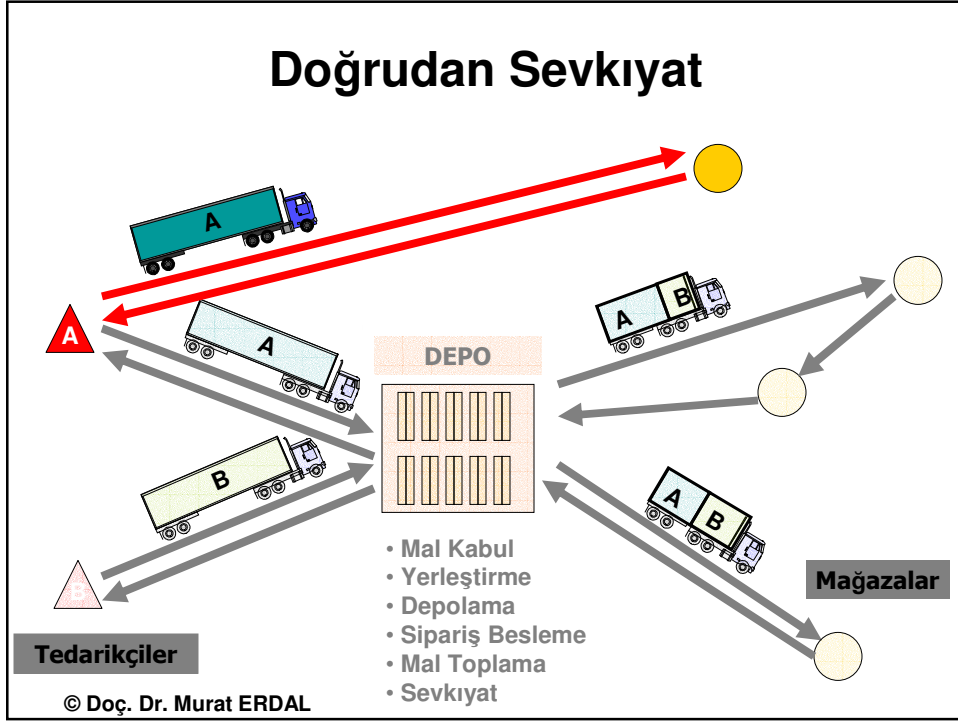 Doğrudan Sevkıyat
A
A
A
B
A
DEPO
B
A
B
B
• Mal Kabul
• Yerleştirme
• Depolama
• Sipariş Besleme
• Mal Toplama
• Sevkıyat
Mağazalar
Tedarikçiler
© Doç. Dr. Murat ERDAL